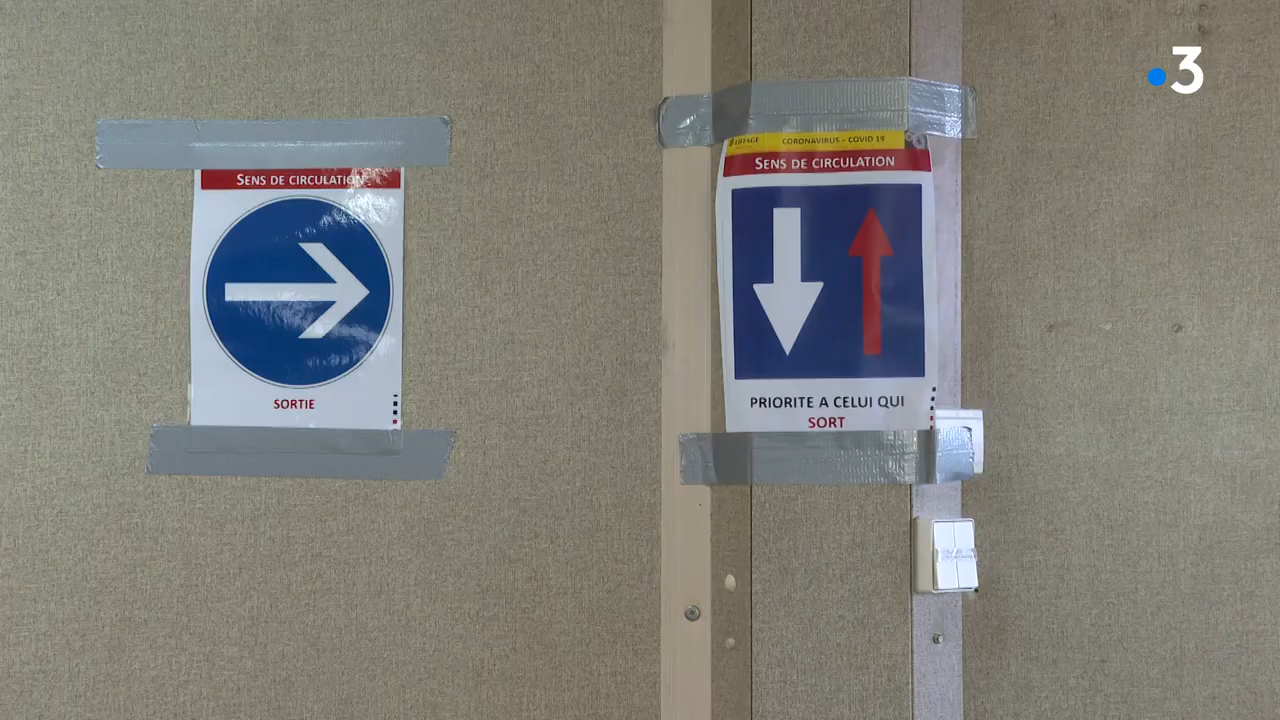 3
SENS DE CIRCULATION
SORTIE
CORONAVIRUS – COVID 19
SENS DE CIRCULATION
PRIORITE A CELUI QUI
SORT